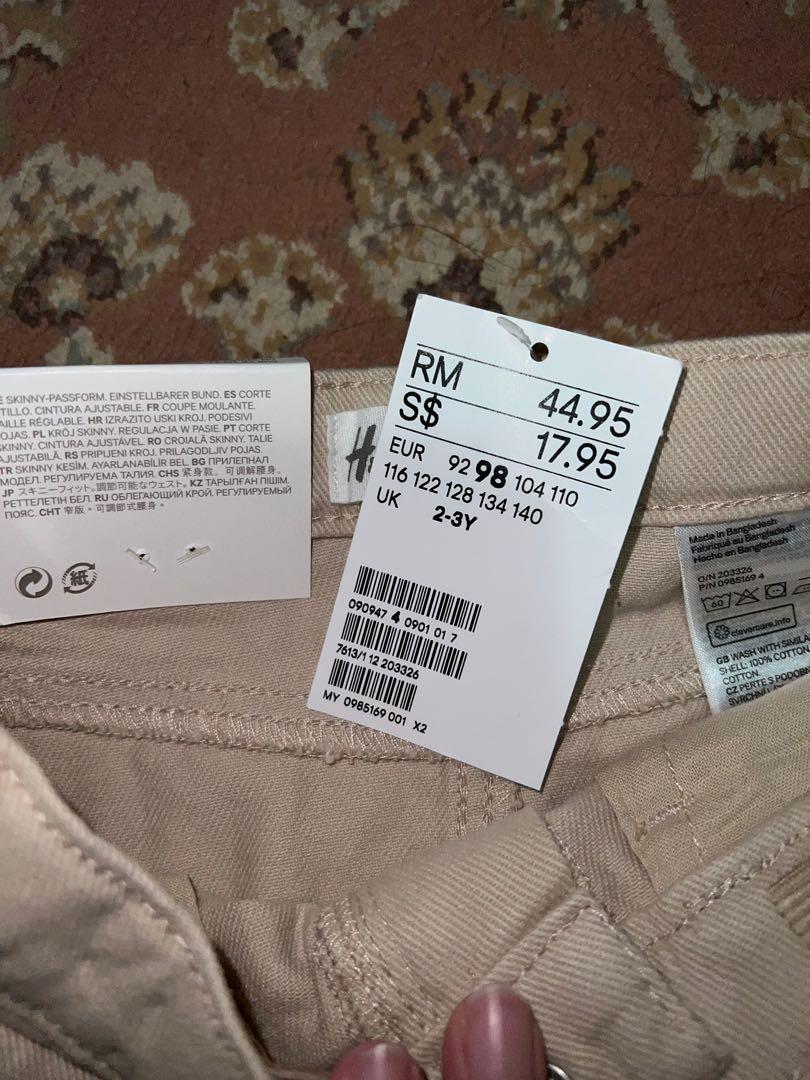 SKINNY-PASSFORM. EINSTELLBARER BUND. ES CORTE
CINTURA AJUSTABLE. FR COUPE MOULANTE.
RÉGLABLE. HR IZRAZITO USKI KROJ. PODESIVI
POJAS. PL KRÓJ SKINNY. REGULACJA W PASIE. PT CORTE
SKINNY. CINTURA AJUSTÁVEL. RO CROIALĂ SKINNY. TALIE
AJUSTABILĂ. RS PRIPIJENI KROJ. PRILAGODLJIV POJAS.
TR SKINNY KESİM. AYARLANABİLİR BEL. BG ПРИЛЕПНАЛ
МОДЕЛ. РЕГУЛИРУЕМА ТАЛИЯ. CHS 紧身款。可调解腰身。
JP スキニーフィット。調節可能なウエスト。KZ ТАРЫЛҒАН ПІШІМ.
РЕТТЕЛЕТІН БЕЛ. RU ОБЛЕГАЮЩИЙ КРОЙ. РЕГУЛИРУЕМЫЙ
ПОЯС. CHT 窄版。可調節式腰身。
紙
H
RM 44.95
S$ 17.95
EUR 92 98 104 110
116 122 128 134 140
UK 2-3Y
090947 4 0901 01 7
7613/1 12 203326
MY 0985169 001 X2
Made in Bangladesh
Fabriqué au Bangladesh
Hecho en Bangladesh
O/N 203326
P/N 0985169 4
60
clevercare.info
GB WASH WITH
SHELL: 100% COTTON
COTTON.
CZ PERTE S